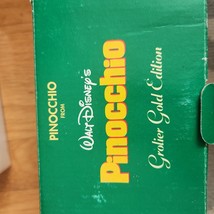 PINOCCHIO
FROM
WALT DISNEY'S
Pinocchio
Grolier Gold Edition